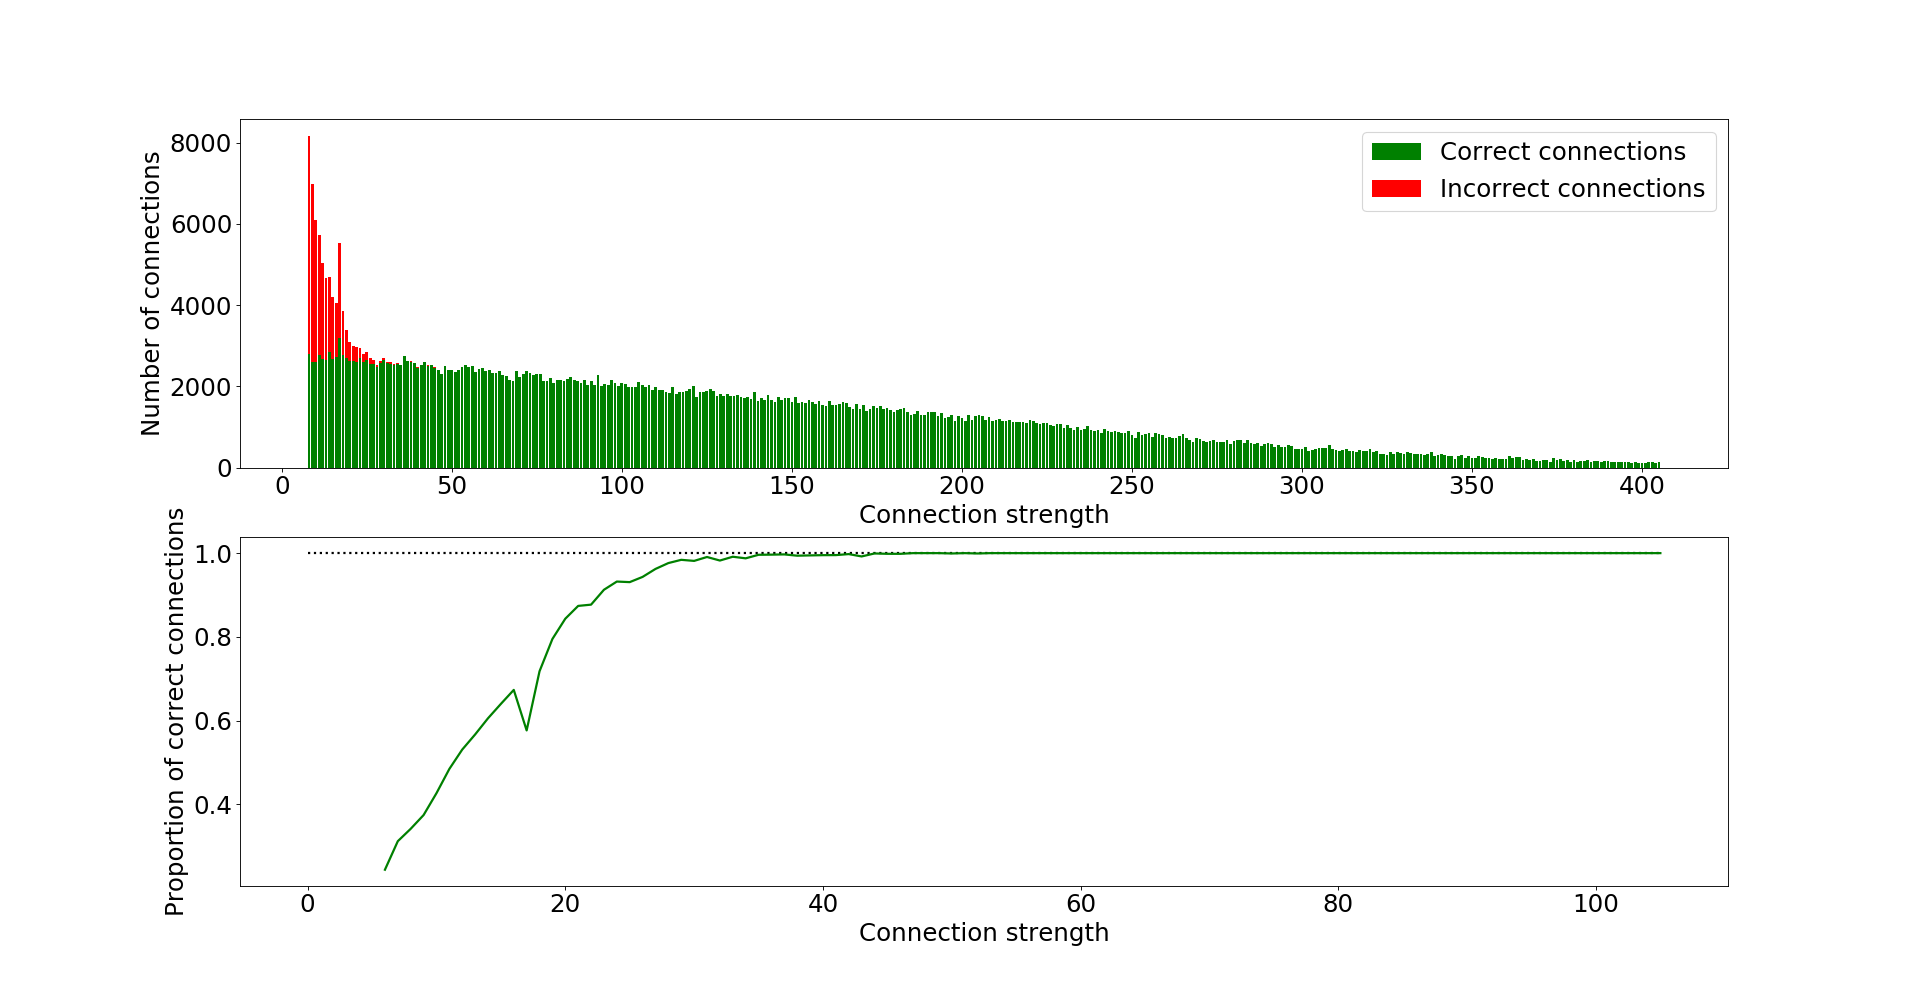 Number of connections
8000
6000
4000
2000
0
Correct connections
Incorrect connections
0 50 100 150 200 250 300 350 400
Connection strength
Proportion of correct connections
1.0
0.8
0.6
0.4
0 20 40 60 80 100
Connection strength